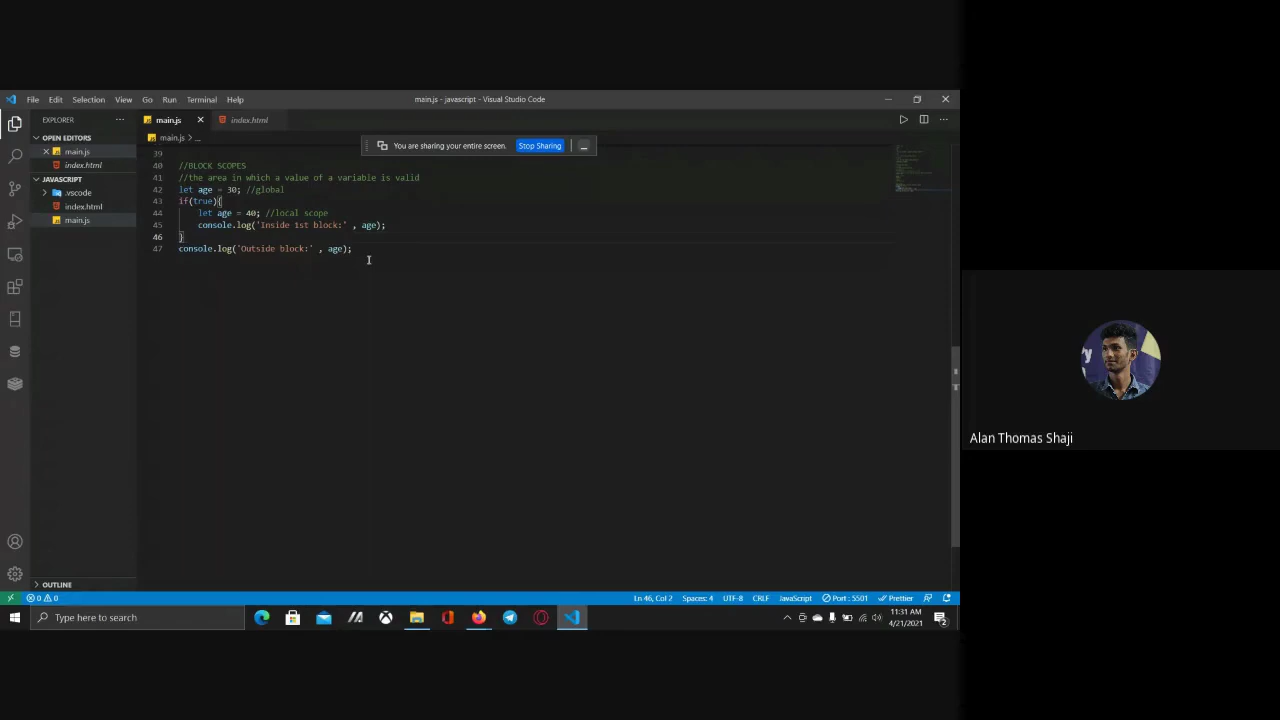 File Edit Selection View Go Run Terminal Help
main.js - javascript - Visual Studio Code
EXPLORER
main.js
index.html
OPEN EDITORS
main.js
index.html
JAVASCRIPT
.vscode
index.html
main.js
OUTLINE
main.js > ...
You are sharing your entire screen. Stop Sharing
39
40 //BLOCK SCOPES
41 //the area in which a value of a variable is valid
42 let age = 30; //global
43 if(true){
44 let age = 40; //local scope
45 console.log('Inside 1st block:' , age);
46 }
47 console.log('Outside block:' , age);
Alan Thomas Shaji
0 0
Ln 46, Col 2 Spaces: 4 UTF-8 CRLF JavaScript Port : 5501 Prettier
Type here to search
11:31 AM
4/21/2021
2